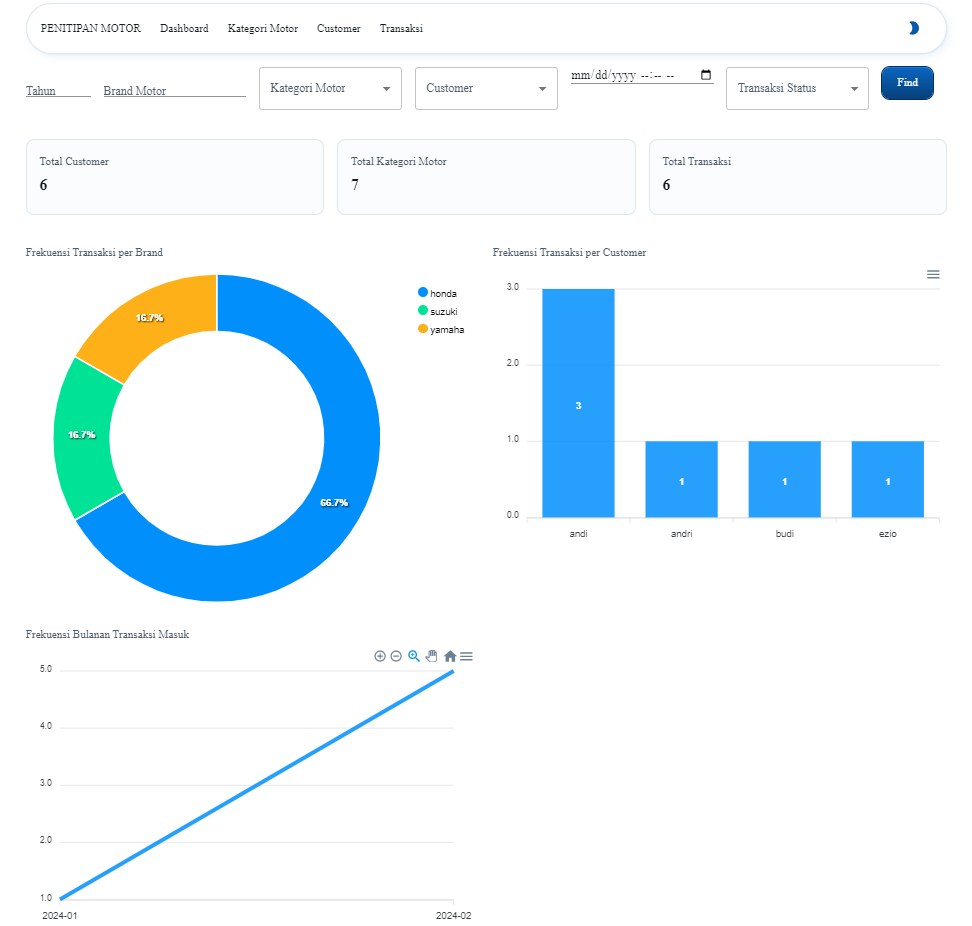 PENITIPAN MOTOR Dashboard Kategori Motor Customer Transaksi
Tahun Brand Motor Kategori Motor Customer mm/dd/yyyy --:-- -- Transaksi Status Find
Total Customer
6
Total Kategori Motor
7
Total Transaksi
6
Frekuensi Transaksi per Brand
16.7%
16.7%
66.7%
honda
suzuki
yamaha
Frekuensi Transaksi per Customer
3.0
2.0
1.0
0.0
3
1
1
1
andi
andri
budi
ezio
Frekuensi Bulanan Transaksi Masuk
5.0
4.0
3.0
2.0
1.0
2024-01
2024-02